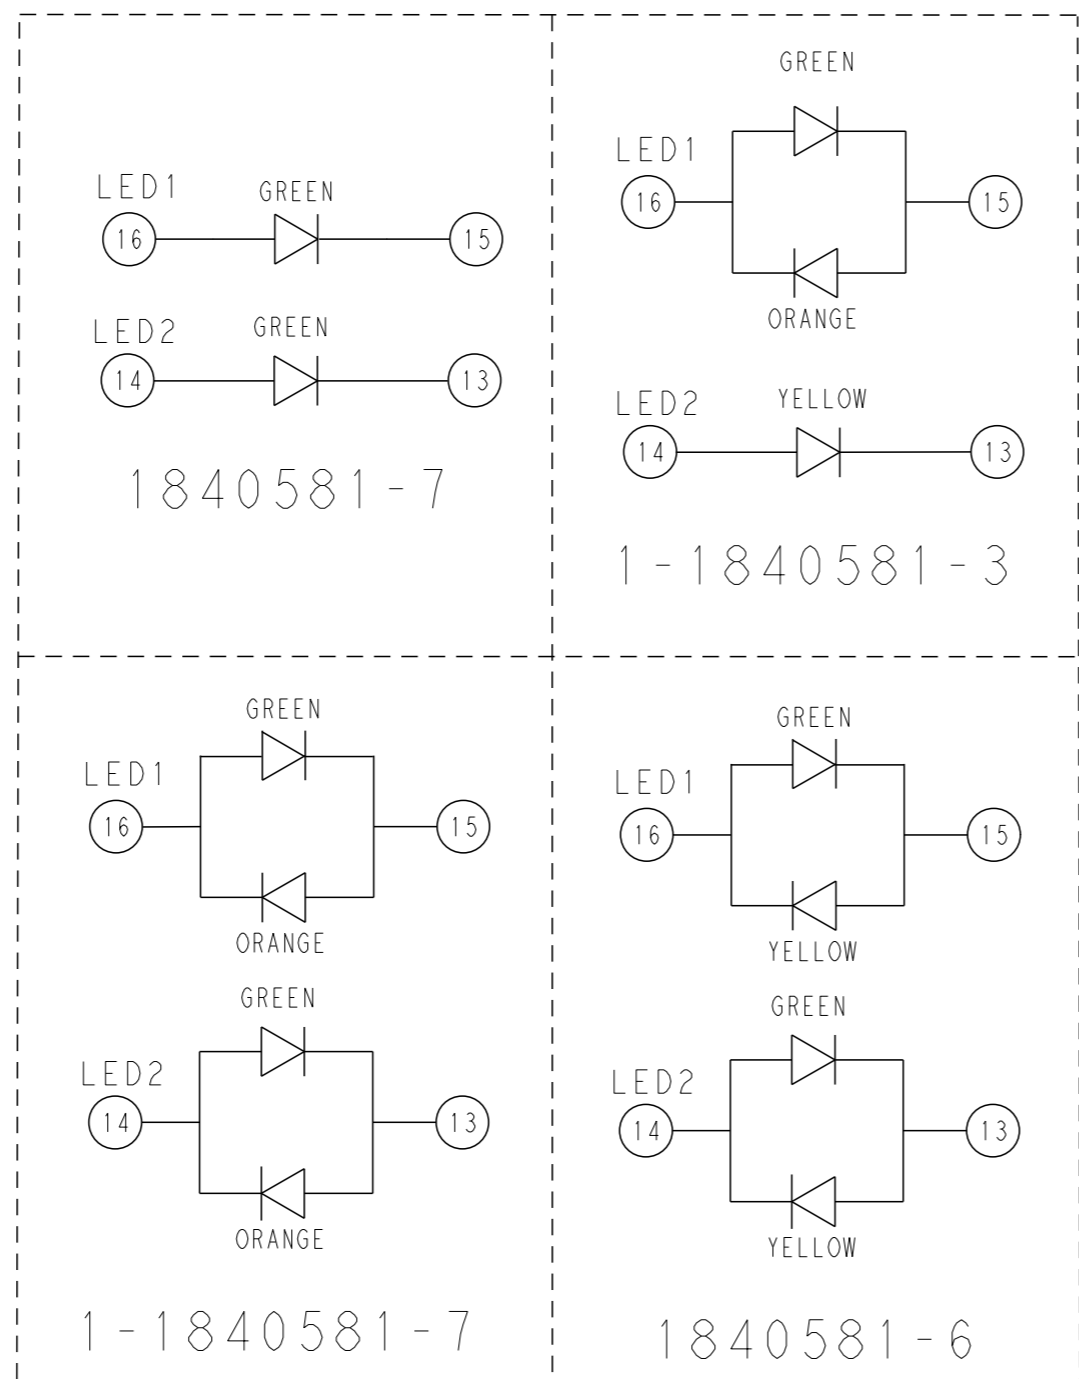 GREEN
LED1
16
15
GREEN
LED2
14
13
1840581-7
GREEN
LED1
16
15
ORANGE
YELLOW
LED2
14
13
1-1840581-3
GREEN
LED1
16
15
ORANGE
GREEN
LED2
14
13
ORANGE
1-1840581-7
GREEN
LED1
16
15
YELLOW
GREEN
LED2
14
13
YELLOW
1840581-6